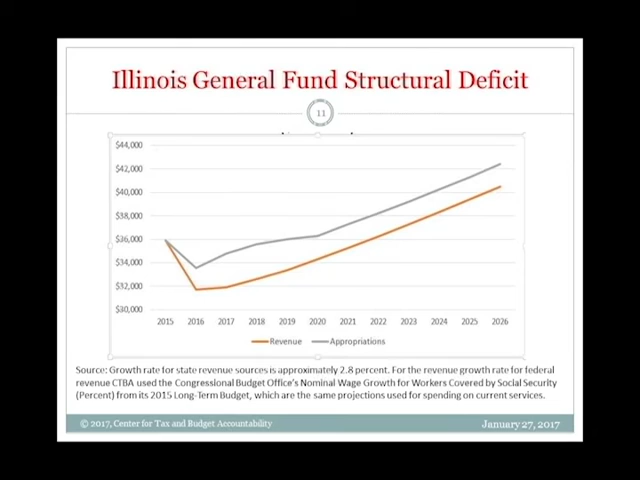 Illinois General Fund Structural Deficit
11
$44,000
$42,000
$40,000
$38,000
$36,000
$34,000
$32,000
$30,000
2015 2016 2017 2018 2019 2020 2021 2022 2023 2024 2025 2026
Revenue Appropriations
Source: Growth rate for state revenue sources is approximately 2.8 percent. For the revenue growth rate for federal
revenue CTBA used the Congressional Budget Office's Nominal Wage Growth for Workers Covered by Social Security
(Percent) from its 2015 Long-Term Budget, which are the same projections used for spending on current services.
© 2017, Center for Tax and Budget Accountability
January 27, 2017